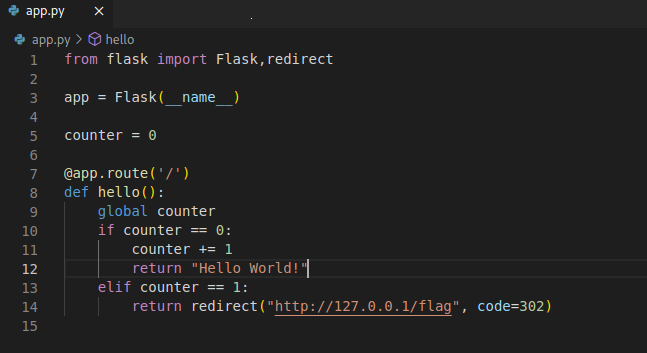 app.py ×
app.py > hello
1 from flask import Flask,redirect
2
3 app = Flask(__name__)
4
5 counter = 0
6
7 @app.route('/')
8 def hello():
9     global counter
10     if counter == 0:
11         counter += 1
12         return "Hello World!"
13     elif counter == 1:
14         return redirect("http://127.0.0.1/flag", code=302)
15